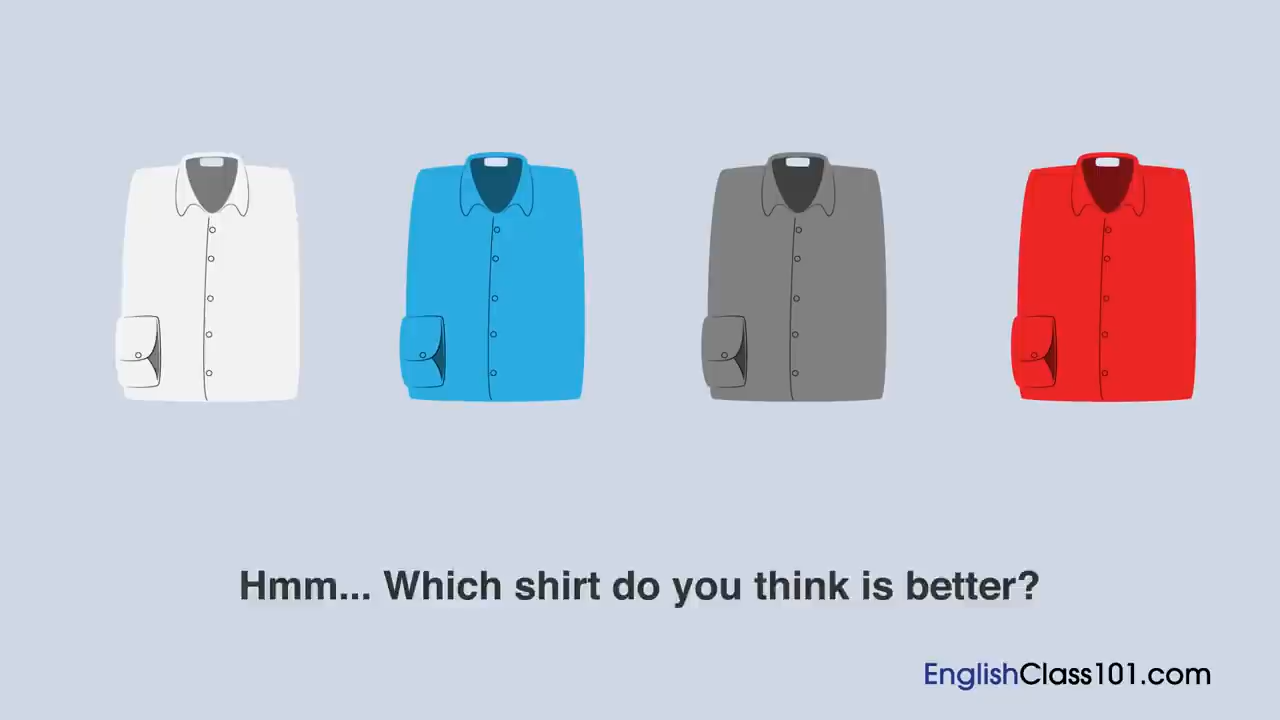 Hmm... Which shirt do you think is better?
EnglishClass101.com